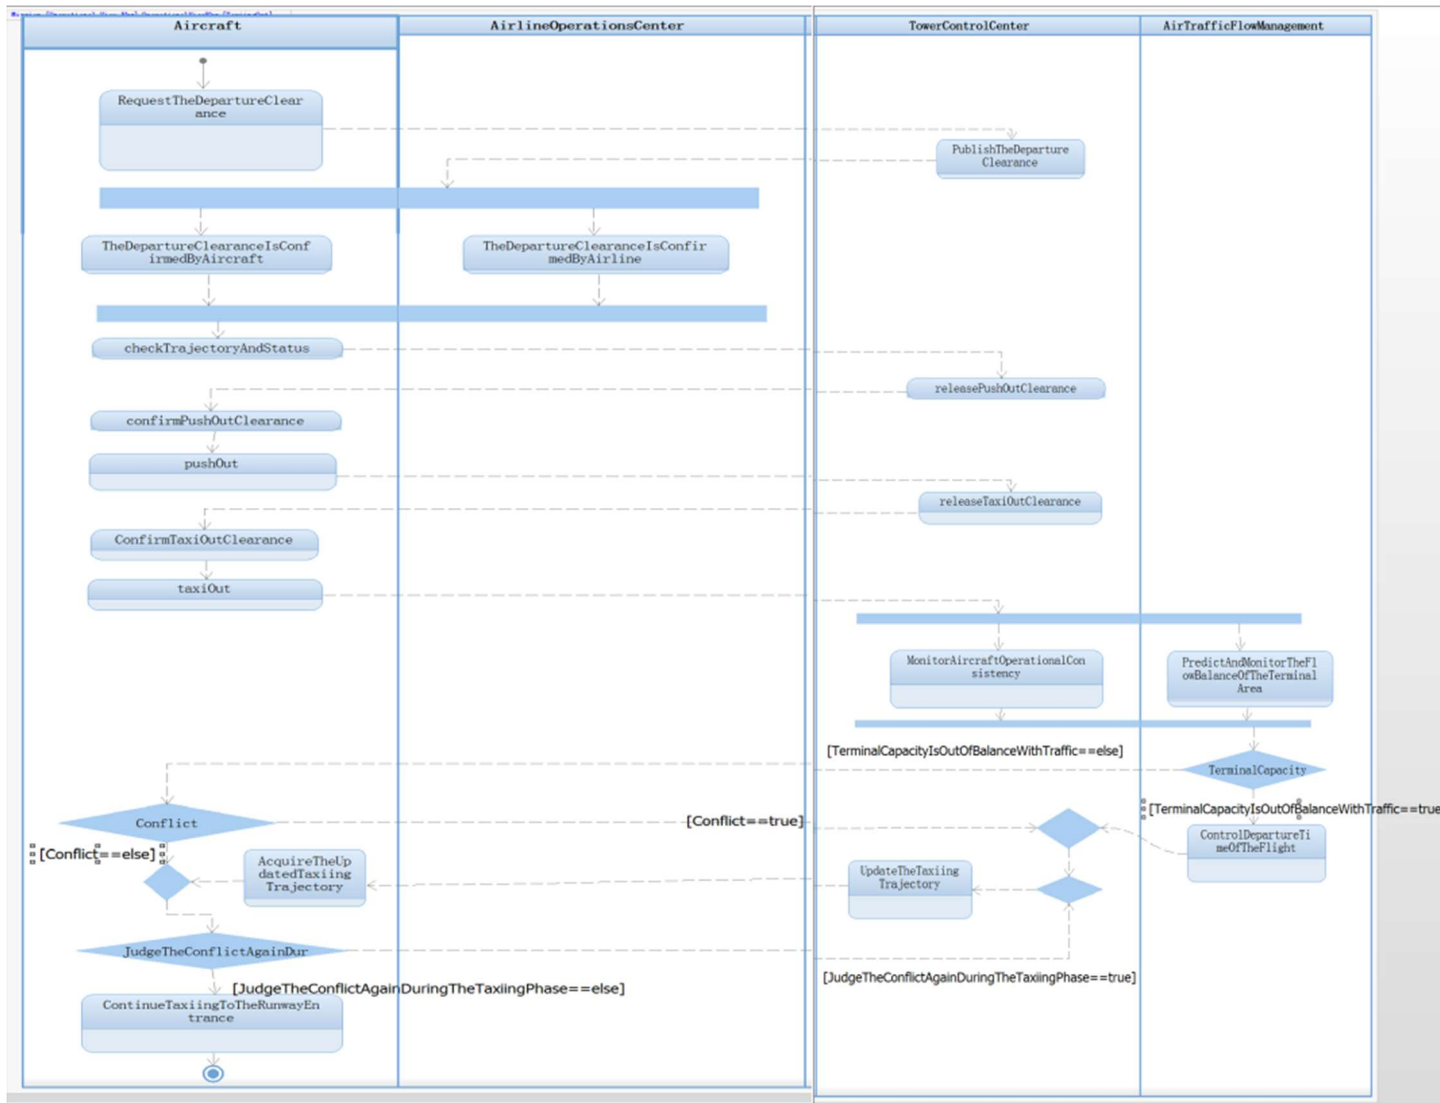 Aircraft
AirlineOperationsCenter
TowerControlCenter
AirTrafficFlowManagement
RequestTheDepartureClear
ance
PublishTheDeparture
Clearance
TheDepartureClearanceIsConf
irmedByAircraft
TheDepartureClearanceIsConfir
medByAirline
checkTrajectoryAndStatus
releasePushOutClearance
confirmPushOutClearance
pushOut
releaseTaxiOutClearance
ConfirmTaxiOutClearance
taxiOut
MonitorAircraftOperationalCon
sistency
PredictAndMonitorTheFl
owBalanceOfTheTerminal
Area
[TerminalCapacityIsOutOfBalanceWithTraffic==else]
TerminalCapacity
[TerminalCapacityIsOutOfBalanceWithTraffic==true
Conflict
[Conflict==true]
ControlDepartureTi
meOfTheFlight
[Conflict==else]
AcquireTheUp
datedTaxiing
Trajectory
UpdateTheTaxiing
Trajectory
JudgeTheConflictAgainDur
[JudgeTheConflictAgainDuringTheTaxiingPhase==true]
[JudgeTheConflictAgainDuringTheTaxiingPhase==else]
ContinueTaxiingToTheRunwayEn
trance